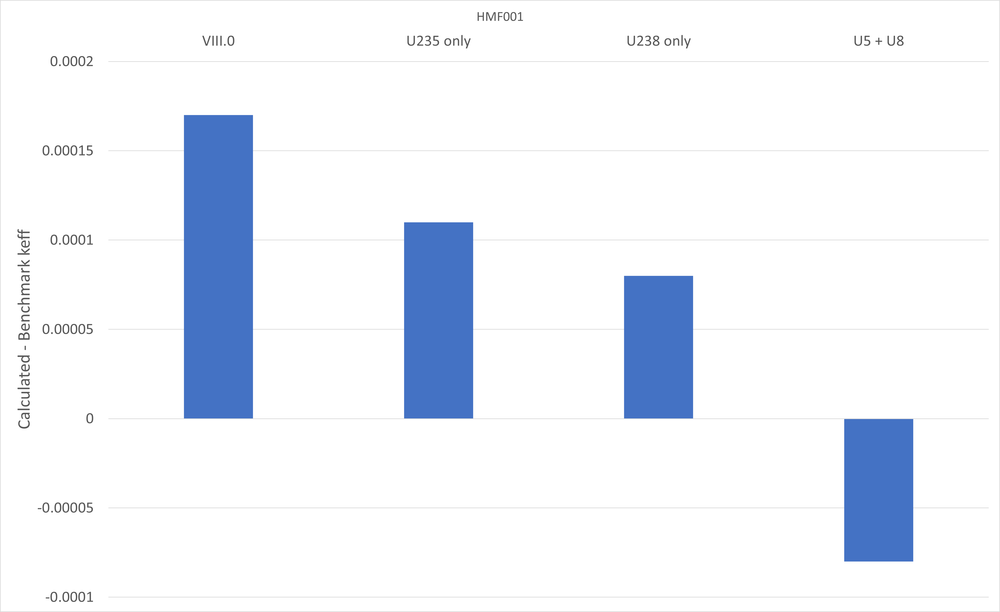 HMF001
VIII.0
U235 only
U238 only
U5 + U8
0.0002
0.00015
0.0001
0.00005
0
-0.00005
-0.0001
Calculated - Benchmark keff